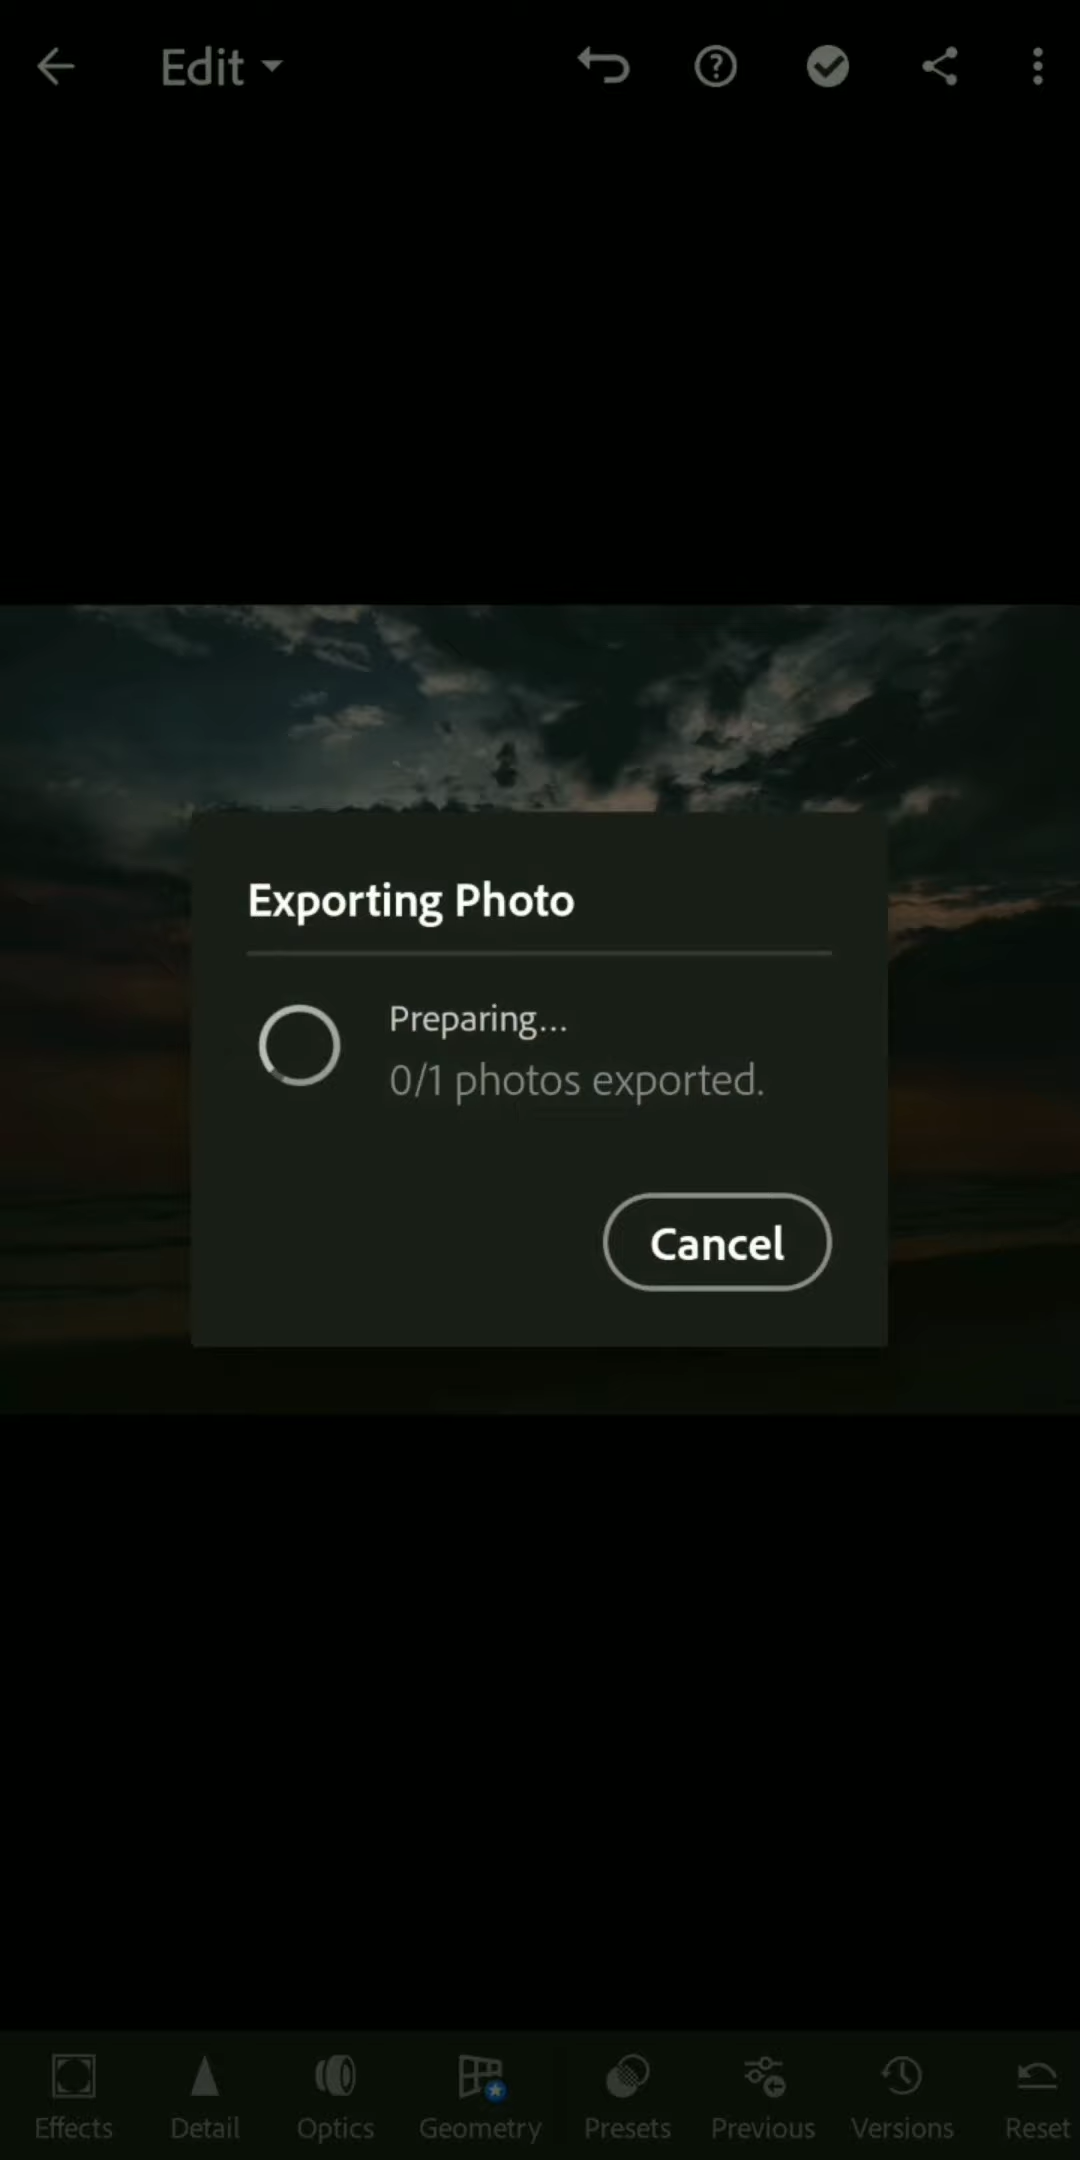 Edit
Exporting Photo
Preparing...
0/1 photos exported.
Cancel
Effects Detail Optics Geometry Presets Previous Versions Reset